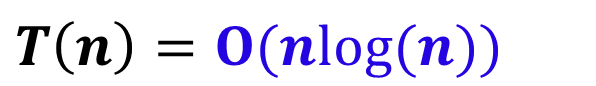 T(n) = O(nlog(n))